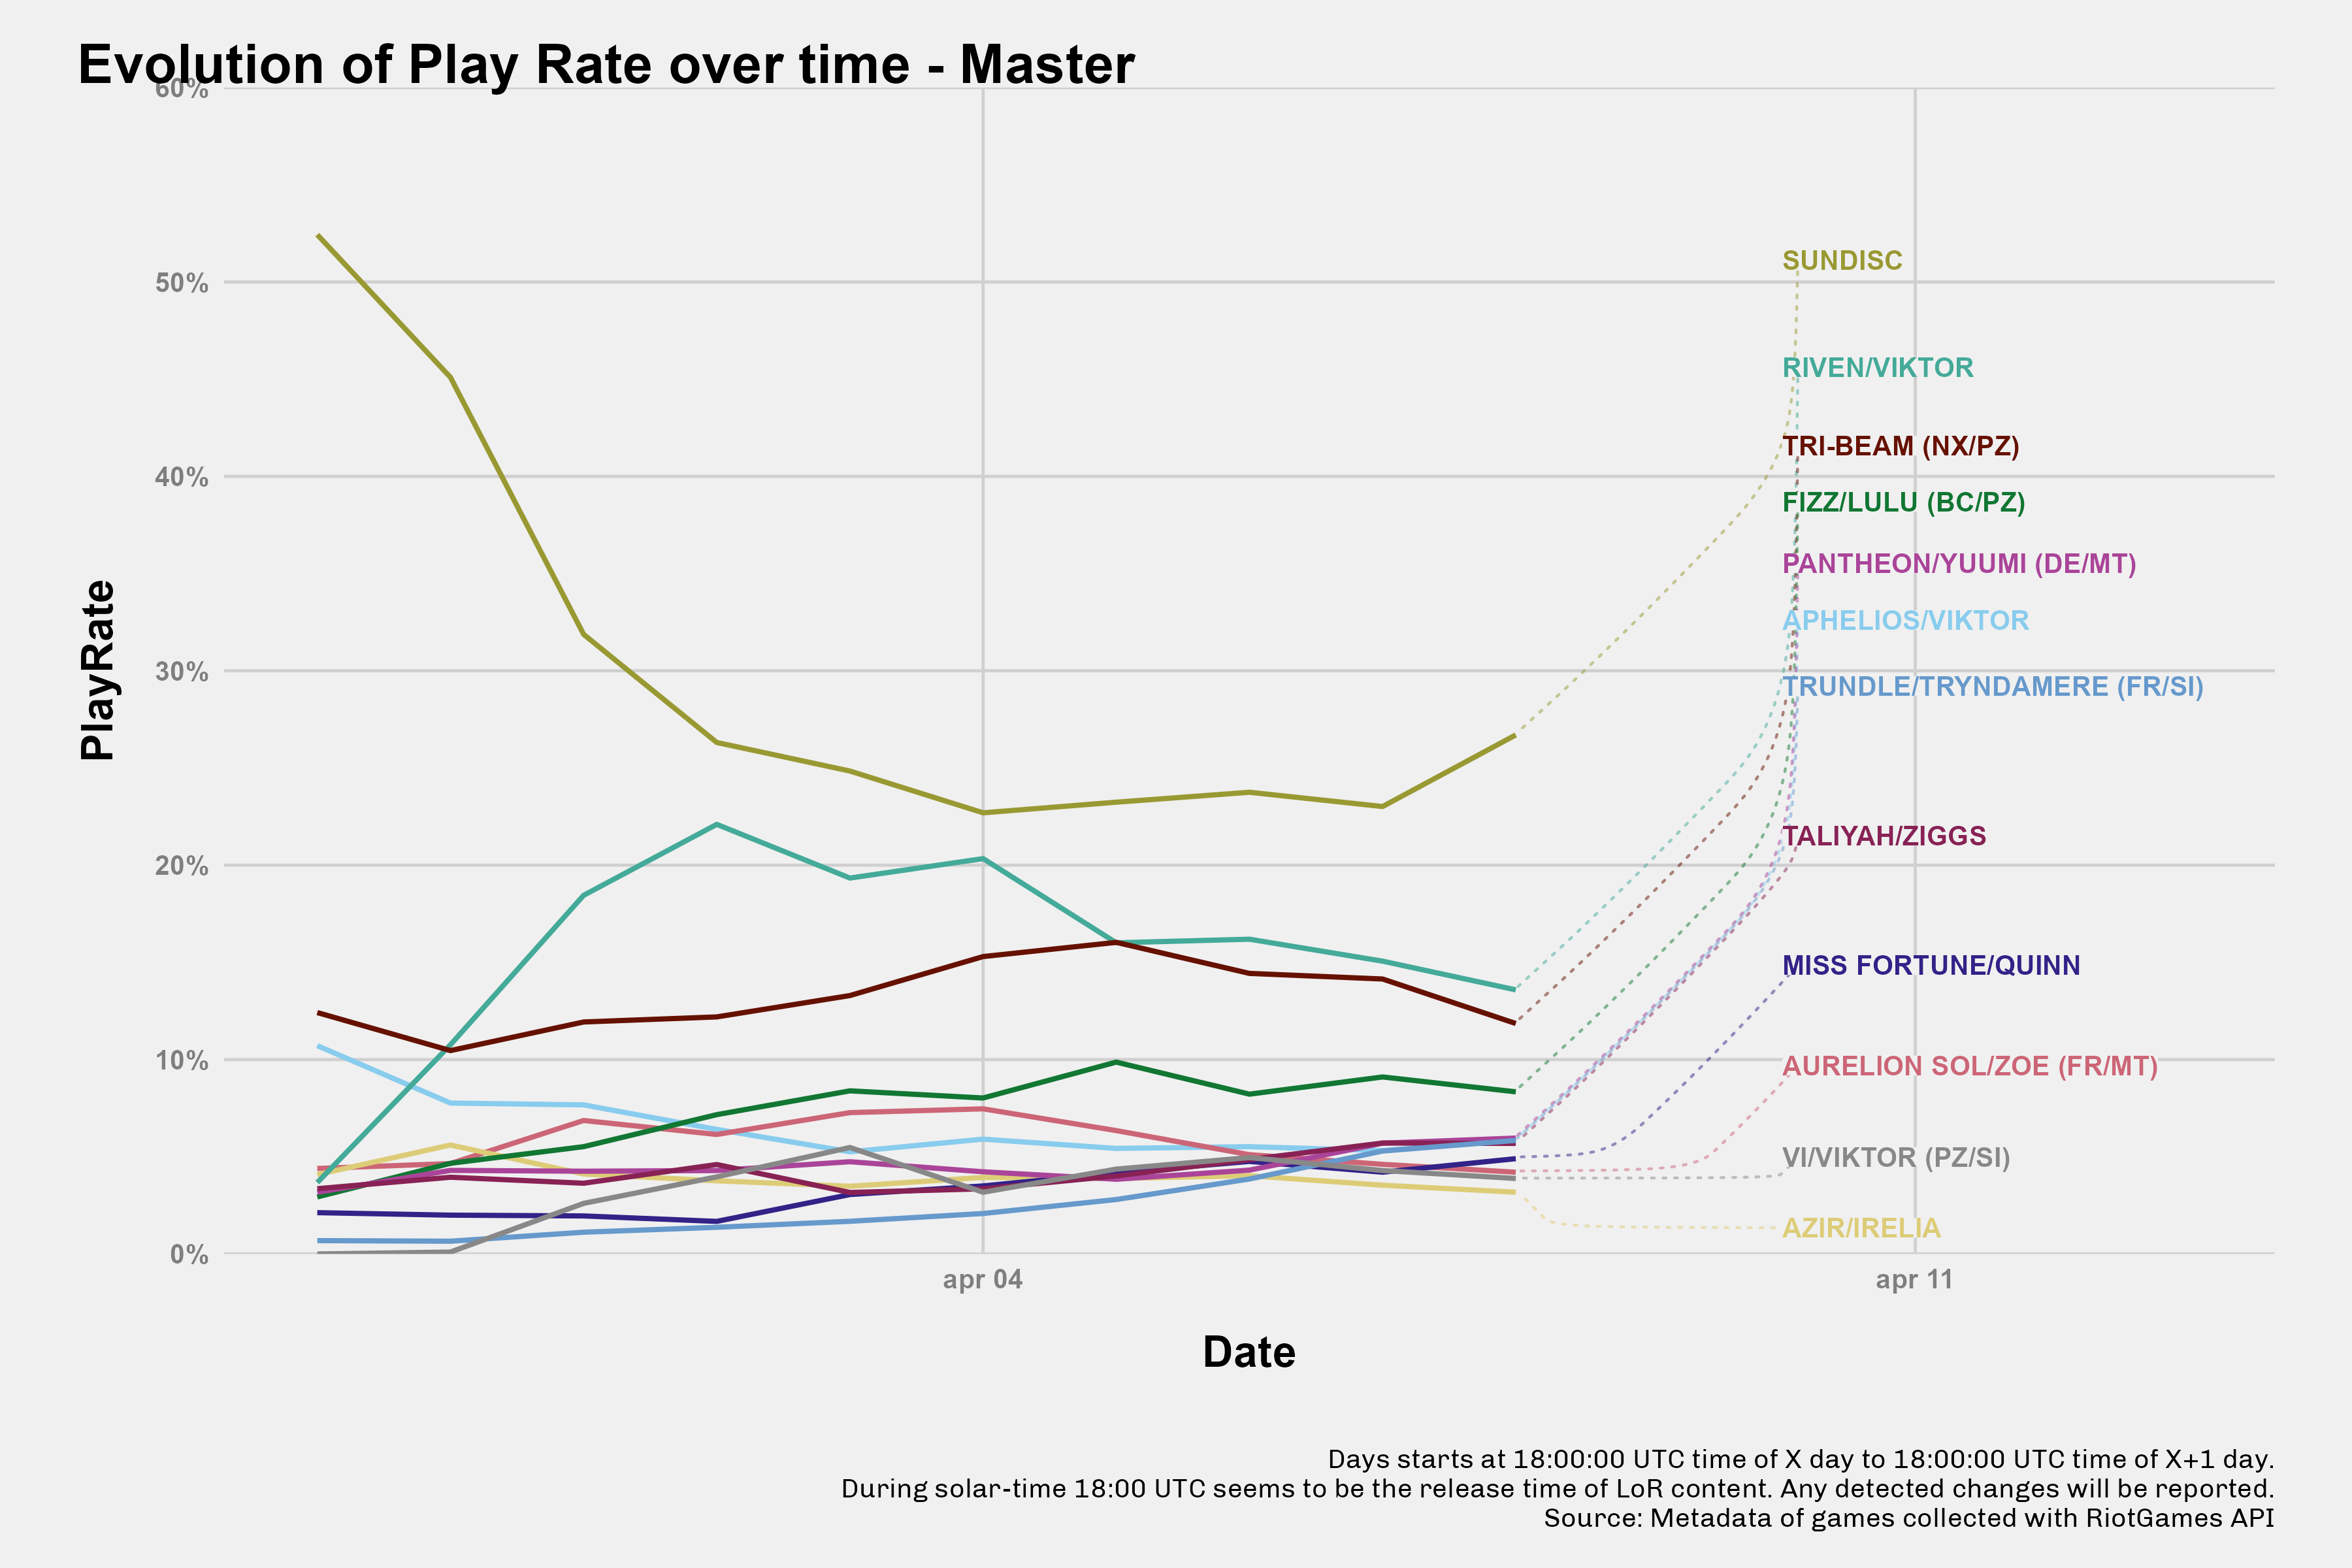 Evolution of Play Rate over time - Master
60%
50%
40%
30%
20%
10%
0%
PlayRate
SUNDISC
RIVEN/VIKTOR
TRI-BEAM (NX/PZ)
FIZZ/LULU (BC/PZ)
PANTHEON/YUUMI (DE/MT)
APHELIOS/VIKTOR
TRUNDLE/TRYNDAMERE (FR/SI)
TALIYAH/ZIGGS
MISS FORTUNE/QUINN
AURELION SOL/ZOE (FR/MT)
VI/VIKTOR (PZ/SI)
AZIR/IRELIA
apr 04
apr 11
Date
Days starts at 18:00:00 UTC time of X day to 18:00:00 UTC time of X+1 day.
During solar-time 18:00 UTC seems to be the release time of LoR content. Any detected changes will be reported.
Source: Metadata of games collected with RiotGames API